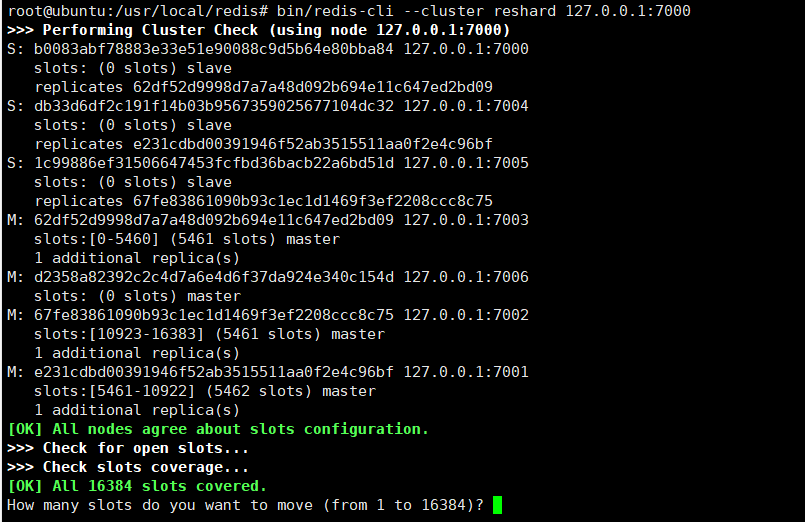 root@ubuntu:/usr/local/redis# bin/redis-cli --cluster reshard 127.0.0.1:7000
>>> Performing Cluster Check (using node 127.0.0.1:7000)
S: b0083abf78883e33e51e90088c9d5b64e80bba84 127.0.0.1:7000
   slots: (0 slots) slave
   replicates 62df52d9998d7a7a48d092b694e11c647ed2bd09
S: db33d6df2c191f14b03b9567359025677104dc32 127.0.0.1:7004
   slots: (0 slots) slave
   replicates e231cdbd00391946f52ab3515511aa0f2e4c96bf
S: 1c99886ef31506647453fcfbd36bacb22a6bd51d 127.0.0.1:7005
   slots: (0 slots) slave
   replicates 67fe83861090b93c1ec1d1469f3ef2208ccc8c75
M: 62df52d9998d7a7a48d092b694e11c647ed2bd09 127.0.0.1:7003
   slots:[0-5460] (5461 slots) master
   1 additional replica(s)
M: d2358a82392c2c4d7a6e4d6f37da924e340c154d 127.0.0.1:7006
   slots: (0 slots) master
M: 67fe83861090b93c1ec1d1469f3ef2208ccc8c75 127.0.0.1:7002
   slots:[10923-16383] (5461 slots) master
   1 additional replica(s)
M: e231cdbd00391946f52ab3515511aa0f2e4c96bf 127.0.0.1:7001
   slots:[5461-10922] (5462 slots) master
   1 additional replica(s)
[OK] All nodes agree about slots configuration.
>>> Check for open slots...
>>> Check slots coverage...
[OK] All 16384 slots covered.
How many slots do you want to move (from 1 to 16384)?